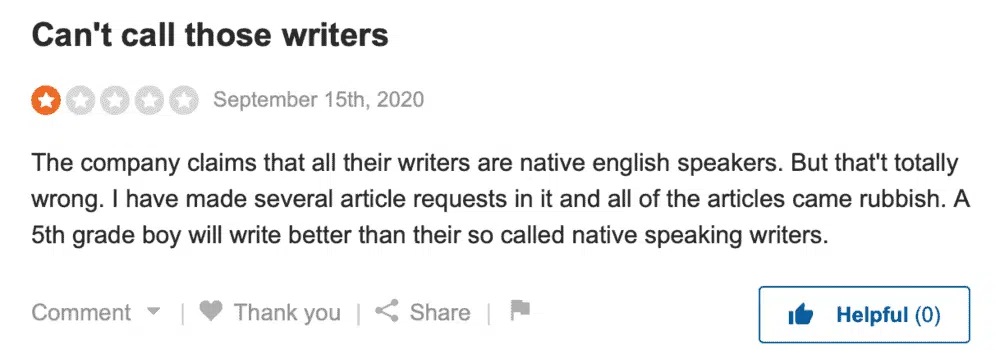 Can't call those writers
September 15th, 2020
The company claims that all their writers are native english speakers. But that't totally
wrong. I have made several article requests in it and all of the articles came rubbish. A
5th grade boy will write better than their so called native speaking writers.
Comment | Thank you | Share | Helpful (0)